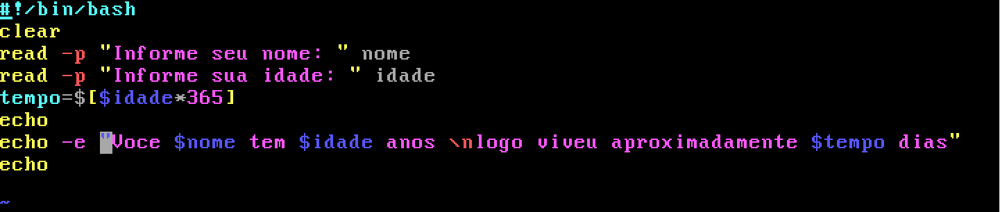 #!/bin/bash
clear
read -p "Informe seu nome: " nome
read -p "Informe sua idade: " idade
tempo=$[$idade*365]
echo
echo -e "Voce $nome tem $idade anos \nlogo viveu aproximadamente $tempo dias"
echo
~